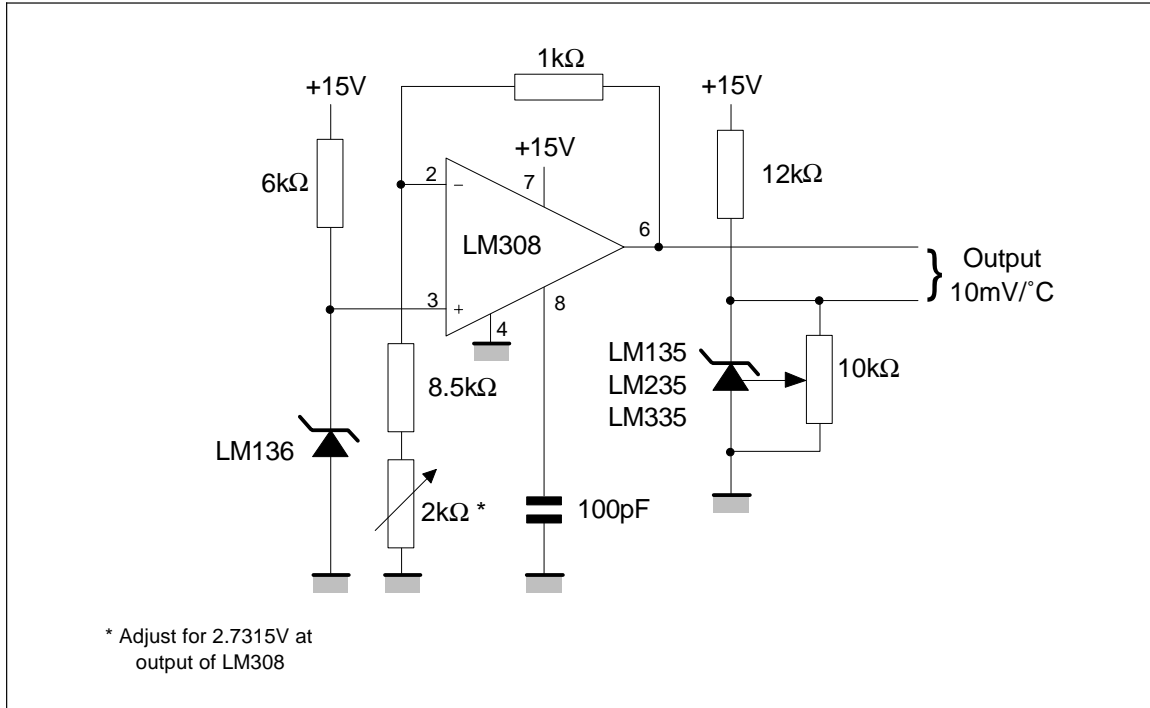 1kΩ
+15V
+15V
+15V
6kΩ
12kΩ
2
−
7
6
LM308
Output
10mV/˚C
}
3
+
8
4
LM135
LM235
LM335
10kΩ
8.5kΩ
LM136
2kΩ *
100pF
* Adjust for 2.7315V at
output of LM308